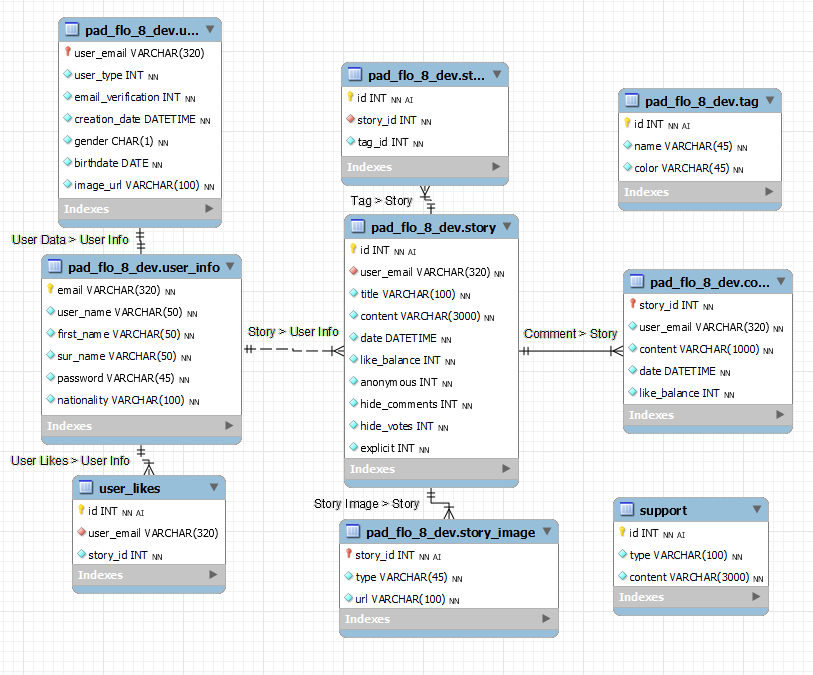 pad_flo_8_dev.u...
user_email VARCHAR(320)
user_type INT NN
email_verification INT NN
creation_date DATETIME NN
gender CHAR(1) NN
birthdate DATE NN
image_url VARCHAR(100) NN
Indexes
User Data > User Info
pad_flo_8_dev.user_info
email VARCHAR(320) NN
user_name VARCHAR(50) NN
first_name VARCHAR(50) NN
sur_name VARCHAR(50) NN
password VARCHAR(45) NN
nationality VARCHAR(100) NN
Indexes
User Likes > User Info
user_likes
id INT NN AI
user_email VARCHAR(320)
story_id INT NN
Indexes
Story > User Info
pad_flo_8_dev.st...
id INT NN AI
story_id INT NN
tag_id INT NN
Indexes
Tag > Story
pad_flo_8_dev.story
id INT NN AI
user_email VARCHAR(320) NN
title VARCHAR(100) NN
content VARCHAR(3000) NN
date DATETIME NN
like_balance INT NN
anonymous INT NN
hide_comments INT NN
hide_votes INT NN
explicit INT NN
Indexes
Story Image > Story
pad_flo_8_dev.story_image
story_id INT NN AI
type VARCHAR(45) NN
url VARCHAR(100) NN
Indexes
Comment > Story
pad_flo_8_dev.tag
id INT NN AI
name VARCHAR(45) NN
color VARCHAR(45) NN
Indexes
pad_flo_8_dev.co...
story_id INT NN
user_email VARCHAR(320) NN
content VARCHAR(1000) NN
date DATETIME NN
like_balance INT NN
Indexes
support
id INT NN AI
type VARCHAR(100) NN
content VARCHAR(3000) NN
Indexes